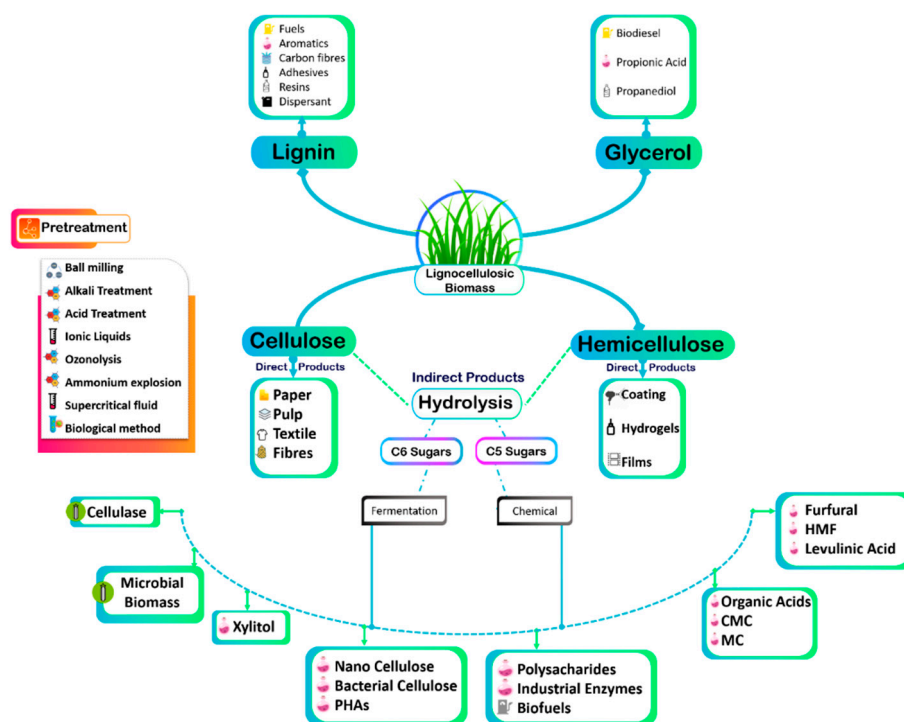 Fuels
Aromatics
Carbon fibres
Adhesives
Resins
Dispersant
Lignin
Biodiesel
Propionic Acid
Propanediol
Glycerol
Lignocellulosic
Biomass
Pretreatment
Ball milling
Alkali Treatment
Acid Treatment
Ionic Liquids
Ozonolysis
Ammonium explosion
Supercritical fluid
Biological method
Cellulose
Direct Products
Paper
Pulp
Textile
Fibres
Hemicellulose
Direct Products
Coating
Hydrogels
Films
Indirect Products
Hydrolysis
C6 Sugars
C5 Sugars
Fermentation
Chemical
Cellulase
Microbial
Biomass
Xylitol
Nano Cellulose
Bacterial Cellulose
PHAs
Polysacharides
Industrial Enzymes
Biofuels
Organic Acids
CMC
MC
Furfural
HMF
Levulinic Acid